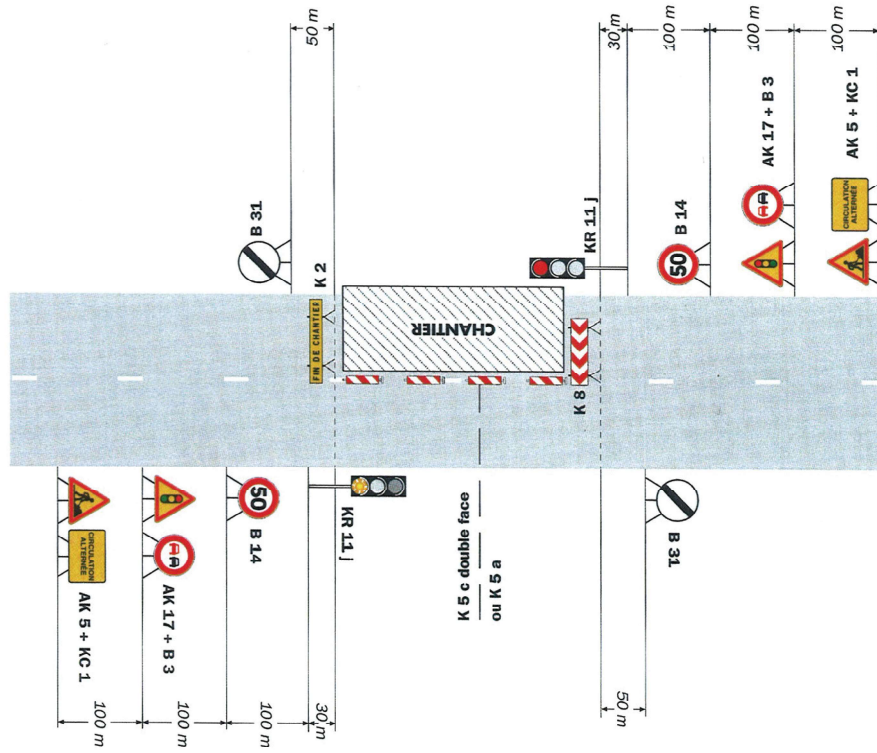 50 m
30 m
100 m
100 m
100 m
AK 17 + B 3
AK 5 + KC 1
B 31
KR 11 j
B 14
CIRCULATION
ALTERNÉE
50
K 2
FIN DE CHANTIER
CHANTIER
K 8
50
B 14
KR 11 j
CIRCULATION
ALTERNÉE
AK 5 + KC 1
AK 17 + B 3
K 5 c double face
ou K 5 a
B 31
100 m
100 m
100 m
30 m
50 m